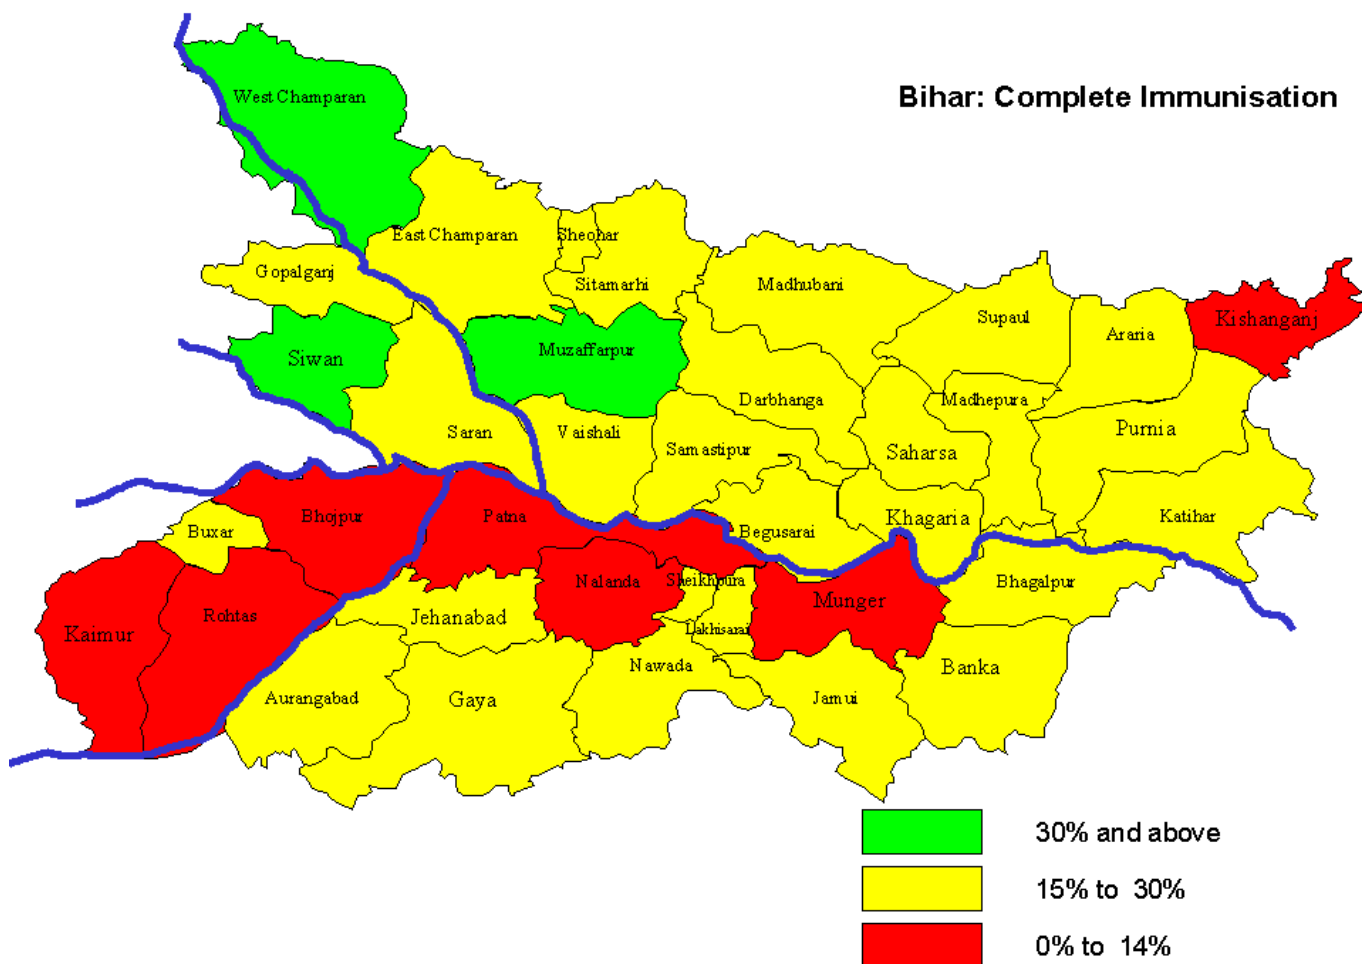 Bihar: Complete Immunisation
West Champaran
East Champaran
Sheohar
Gopalganj
Sitamarhi
Madhubani
Supaul
Araria
Kishanganj
Siwan
Muzaffarpur
Darbhanga
Madhepura
Saran
Vaishali
Samastipur
Saharsa
Purnia
Bhojpur
Patna
Buxar
Begusarai
Khagaria
Katihar
Nalanda
Sheikhpura
Bhagalpur
Kaimur
Rohtas
Jehanabad
Munger
Lakhisarai
Nawada
Banka
Aurangabad
Gaya
Jamui
30% and above
15% to 30%
0% to 14%